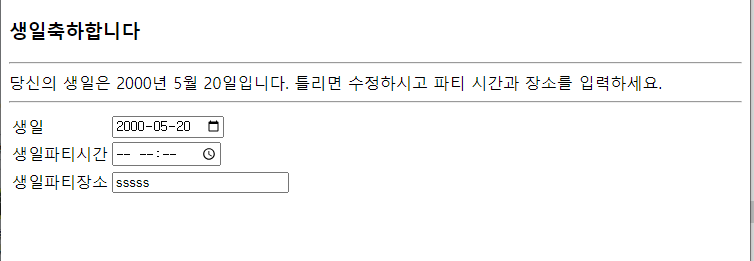 생일축하합니다
당신의 생일은 2000년 5월 20일입니다. 틀리면 수정하시고 파티 시간과 장소를 입력하세요.
생일 2000-05-20
생일파티시간 -- --:--
생일파티장소 sssss